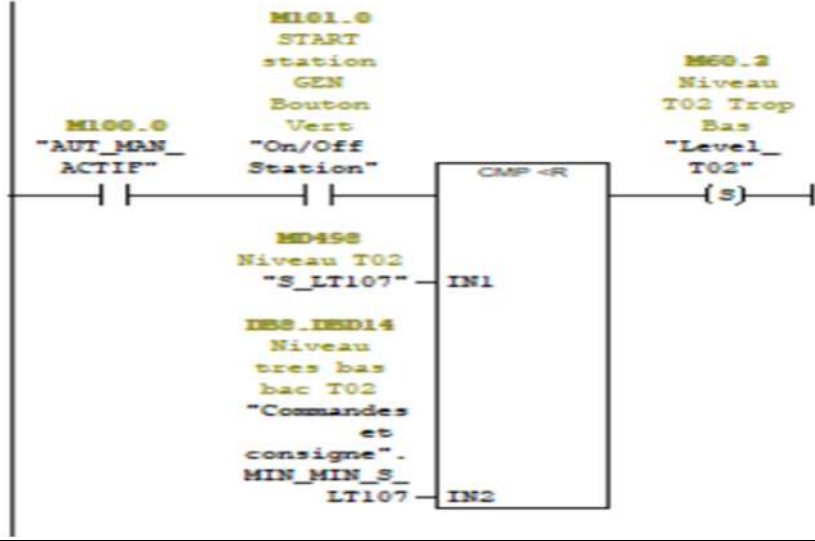 M101.0
START
station
GEN
Bouton
Vert
"On/Off
Station"
M100.0
"AUT_MAN_
ACTIF"
CMP <R
Niveau
T02 Trop
Bas
"Level_
T02"
(S)
MD498
Niveau T02
"S_LT107"
IN1
DB8.DBD14
Niveau
tres bas
bac T02
"Commandes
et
consigne".
MIN_MIN_S_
LT107
IN2